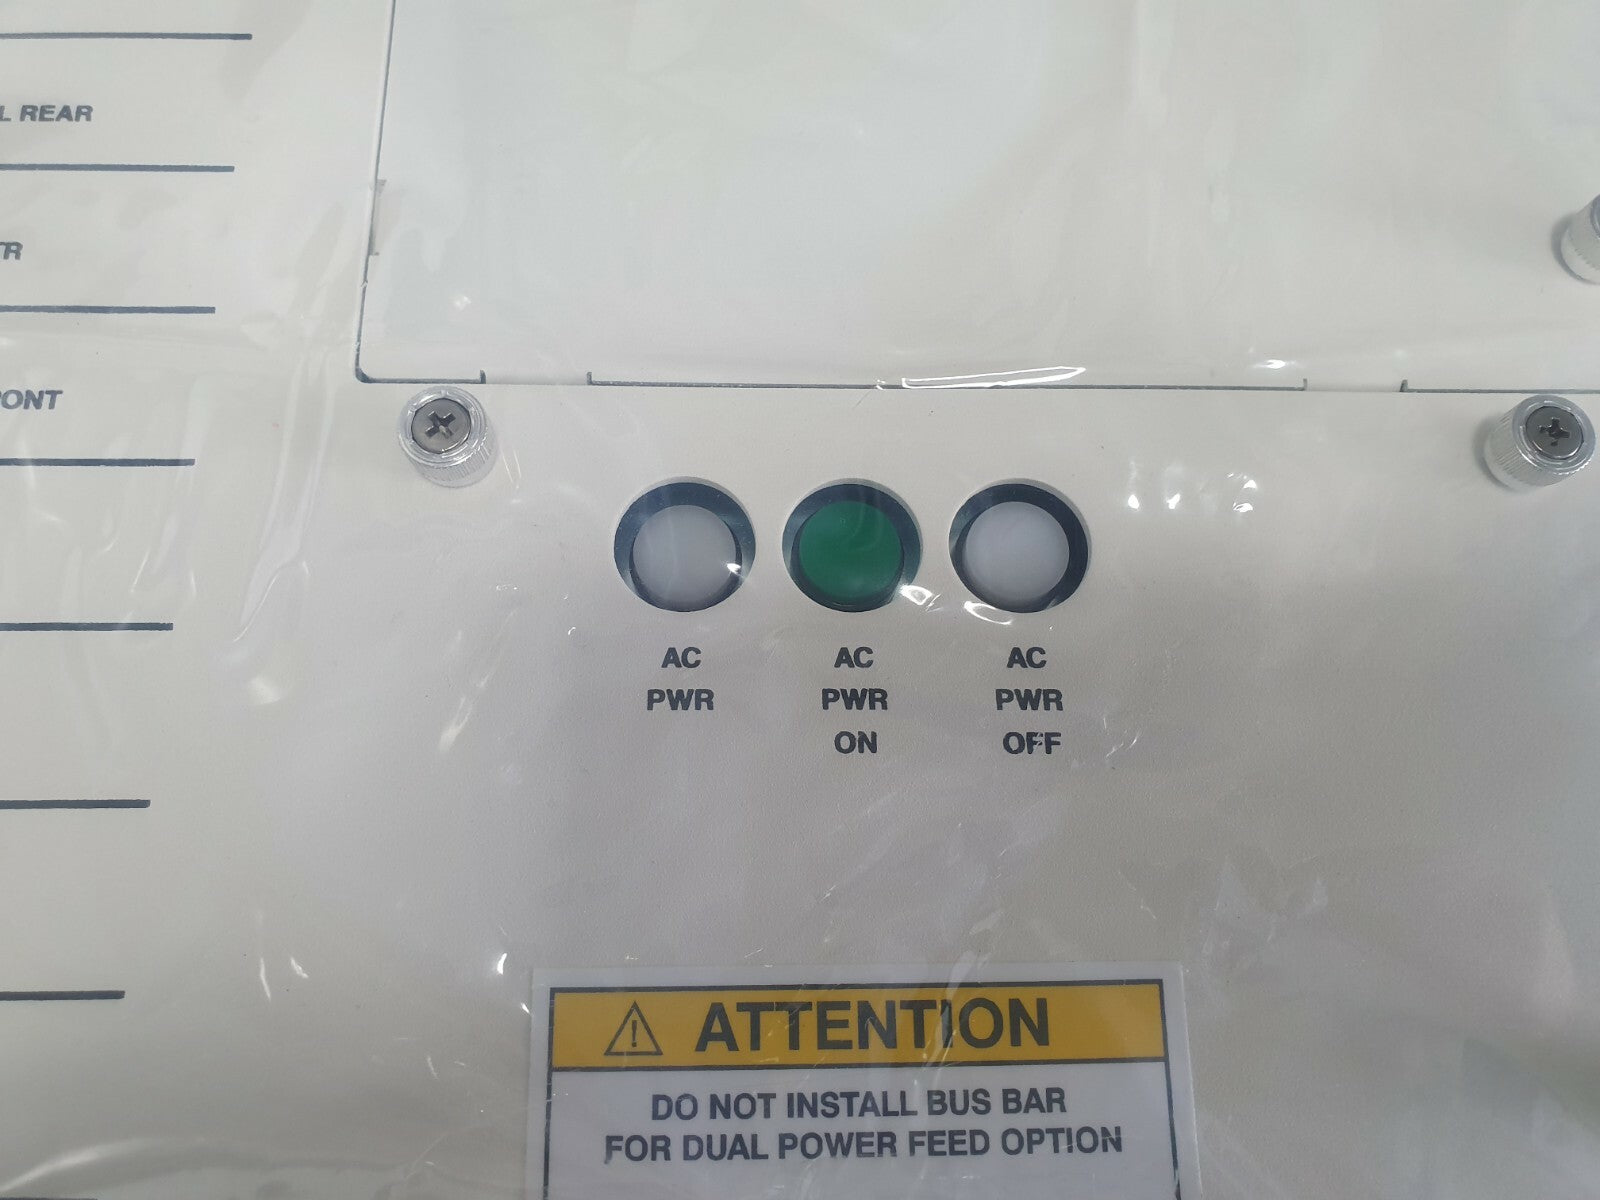 L REAR
TR
ONT
AC
PWR
AC
PWR
ON
AC
PWR
OFF
ATTENTION
DO NOT INSTALL BUS BAR
FOR DUAL POWER FEED OPTION